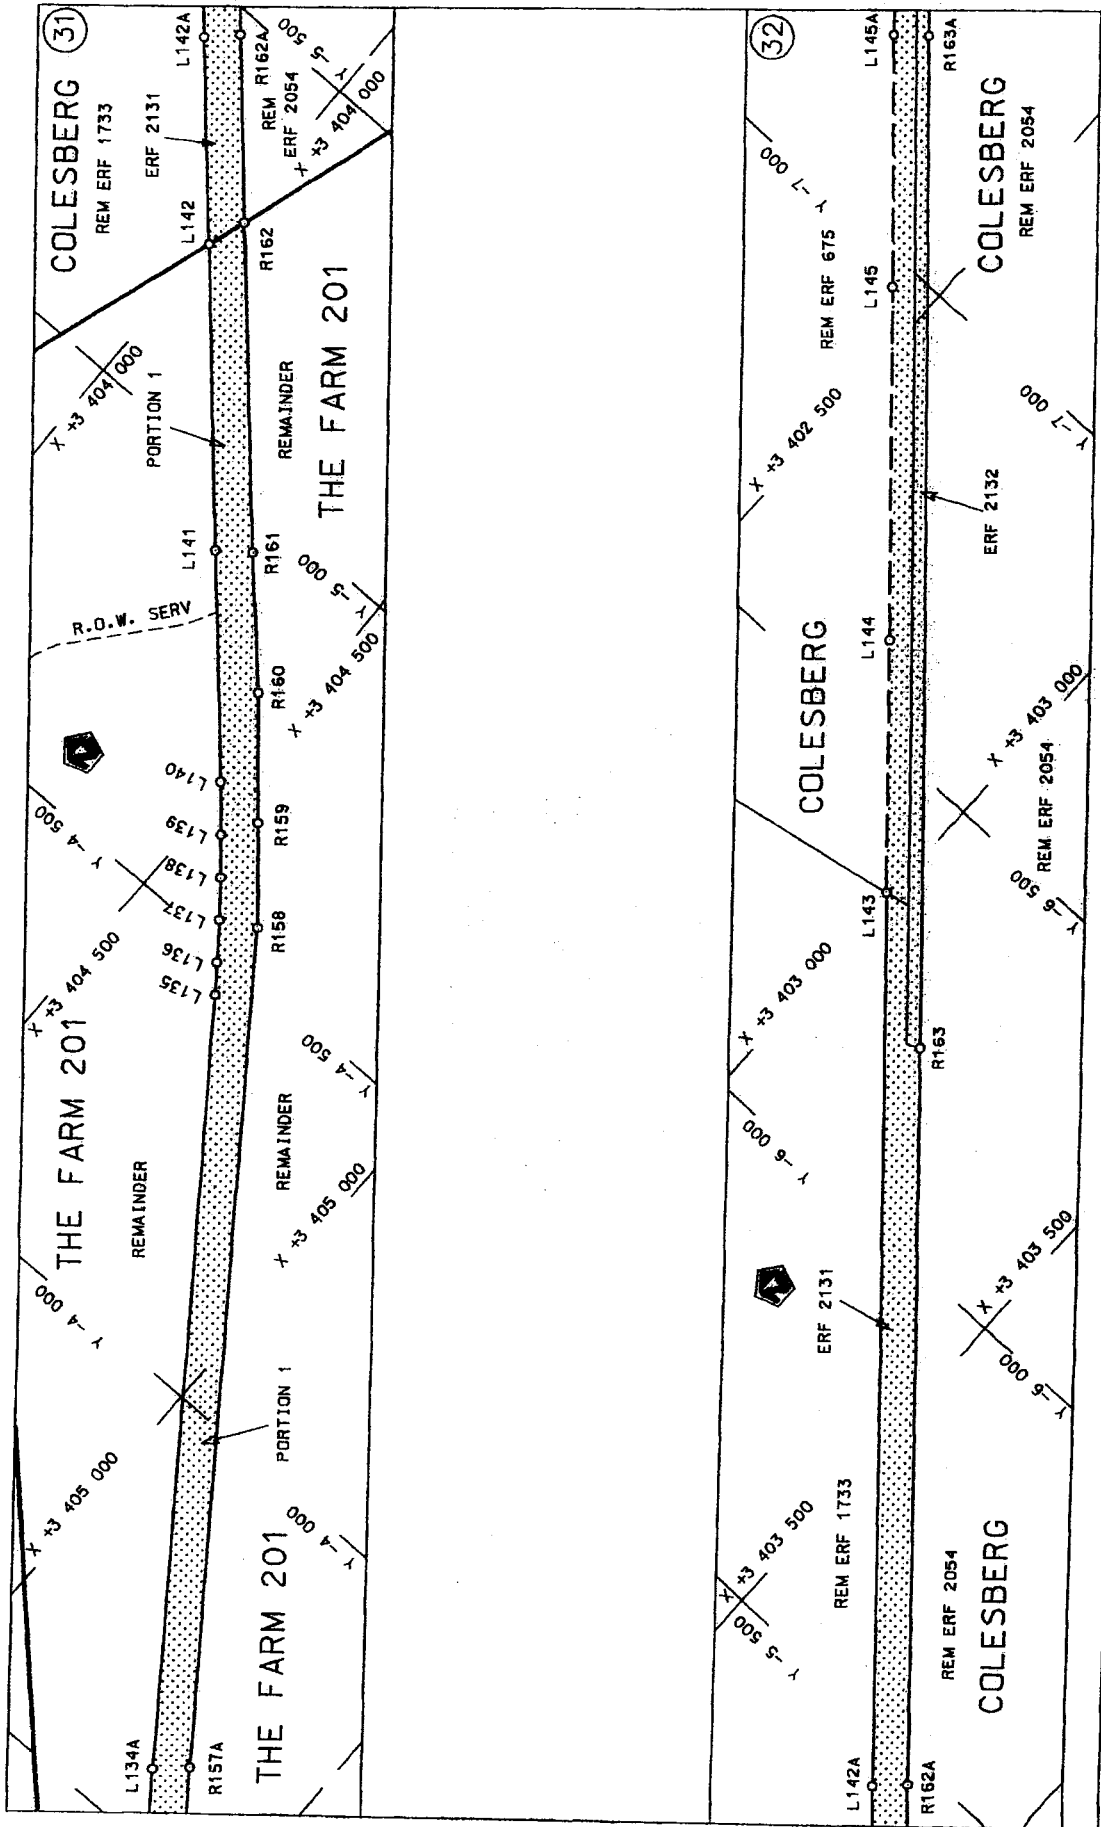 31
COLESBERG
REM ERF 1733
ERF 2131
L142A
R162A
REM
ERF 2054
Y -5 500
X +3 404 000
L142
R162
X +3 404 000
PORTION 1
REMAINDER
THE FARM 201
L141
R161
Y -5 000
R.O.W. SERV
R160
X +3 404 500
L140
L139
L138
L137
L136
L135
R159
R158
Y -4 500
X +3 404 500
THE FARM 201
REMAINDER
Y -4 500
REMAINDER
X +3 405 000
Y -4 000
PORTION 1
X +3 405 000
Y -4 000
THE FARM 201
L134A
R157A
32
L145A
R163A
COLESBERG
REM ERF 2054
Y -7 000
REM ERF 675
L145
X +3 402 500
Y -7 000
ERF 2132
L144
COLESBERG
X +3 403 000
REM ERF 2054
Y -6 500
L143
X +3 403 000
R163
Y -6 000
ERF 2131
X +3 403 500
Y -6 000
REM ERF 1733
X +3 403 500
Y -5 500
REM ERF 2054
COLESBERG
L142A
R162A